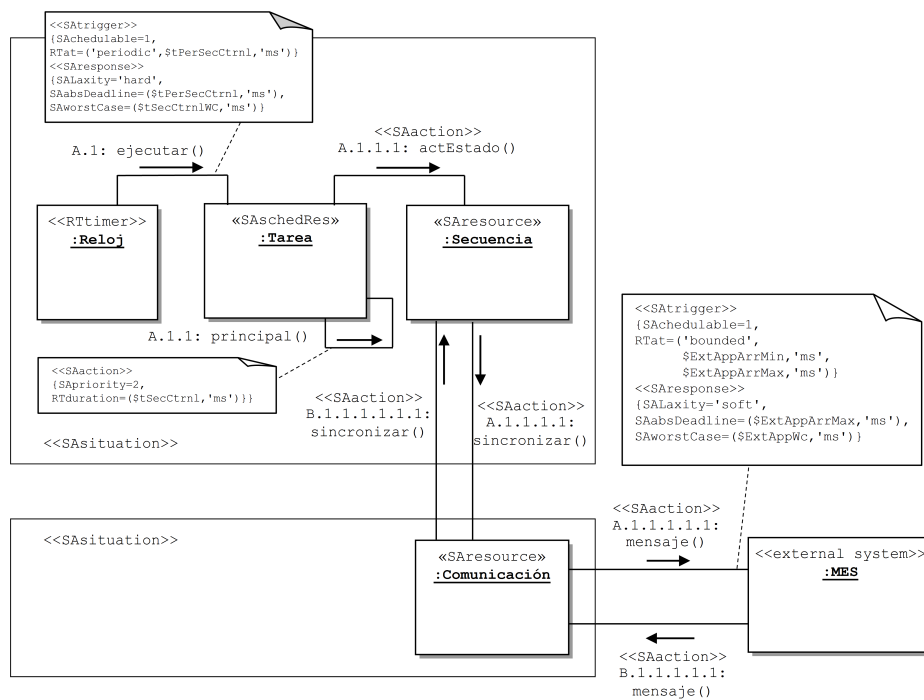 <<SAtrigger>>
{SAchedulable=1,
RTat=('periodic',$tPerSecCtrnl,'ms')}
<<SAresponse>>
{SALaxity='hard',
SAabsDeadline=($tPerSecCtrnl,'ms'),
SAworstCase=($tSecCtrnlWC,'ms')}
A.1: ejecutar()
<<SAaction>>
A.1.1.1: actEstado()
<<RTtimer>>
:Reloj
«SAschedRes»
:Tarea
«SAresource»
:Secuencia
A.1.1: principal()
<<SAaction>>
{SApriority=2,
RTduration=($tSecCtrnl,'ms')}}
<<SAaction>>
B.1.1.1.1.1.1:
sincronizar()
<<SAaction>>
A.1.1.1.1:
sincronizar()
<<SAsituation>>
<<SAtrigger>>
{SAchedulable=1,
RTat=('bounded',
$ExtAppArrMin,'ms',
$ExtAppArrMax,'ms')}
<<SAresponse>>
{SALaxity='soft',
SAabsDeadline=($ExtAppArrMax,'ms'),
SAworstCase=($ExtAppWc,'ms')}
<<SAsituation>>
«SAresource»
:Comunicación
<<SAaction>>
A.1.1.1.1.1:
mensaje()
<<external system>>
:MES
<<SAaction>>
B.1.1.1.1.1:
mensaje()